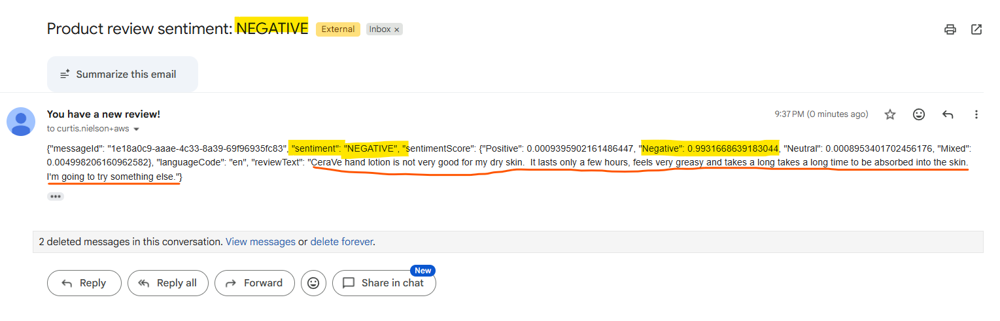 Product review sentiment: NEGATIVE External Inbox ×
Summarize this email
You have a new review!
9:37 PM (0 minutes ago)
to curtis.nielson+aws
{"messageId": "1e18a0c9-aaae-4c33-8a39-69f96935fc83", "sentiment": "NEGATIVE", "sentimentScore": {"Positive": 0.0009395902161486447, "Negative": 0.9931668639183044, "Neutral": 0.0008953401702456176, "Mixed":
0.004998206160962582}, "languageCode": "en", "reviewText": "CeraVe hand lotion is not very good for my dry skin.  It lasts only a few hours, feels very greasy and takes a long takes a long time to be absorbed into the skin.
I'm going to try something else."}
2 deleted messages in this conversation. View messages or delete forever.
New
Reply Reply all Forward Share in chat